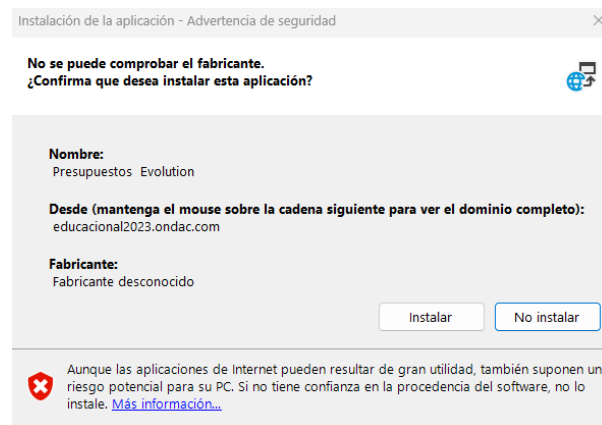 Instalación de la aplicación - Advertencia de seguridad
No se puede comprobar el fabricante.
¿Confirma que desea instalar esta aplicación?
Nombre:
Presupuestos Evolution
Desde (mantenga el mouse sobre la cadena siguiente para ver el dominio completo):
educacional2023.ondac.com
Fabricante:
Fabricante desconocido
Instalar No instalar
Aunque las aplicaciones de Internet pueden resultar de gran utilidad, también suponen un
riesgo potencial para su PC. Si no tiene confianza en la procedencia del software, no lo
instale. Más información...